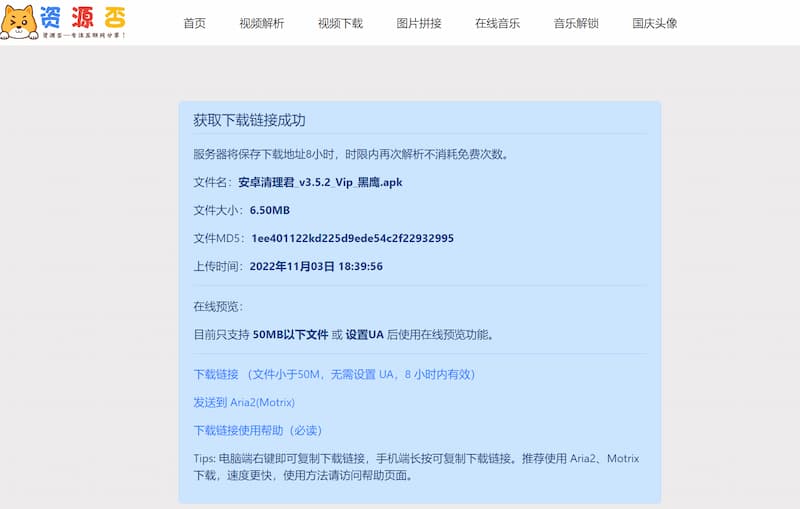 资源否
资源否—专注互联网分享！
首页 视频解析 视频下载 图片拼接 在线音乐 音乐解锁 国庆头像
获取下载链接成功
服务器将保存下载地址8小时，时限内再次解析不消耗免费次数。
文件名：安卓清理君_v3.5.2_Vip_黑鹰.apk
文件大小：6.50MB
文件MD5：1ee401122kd225d9ede54c2f22932995
上传时间：2022年11月03日 18:39:56
在线预览：
目前只支持 50MB以下文件 或 设置UA 后使用在线预览功能。
下载链接 （文件小于50M，无需设置 UA，8 小时内有效）
发送到 Aria2(Motrix)
下载链接使用帮助（必读）
Tips: 电脑端右键即可复制下载链接，手机端长按可复制下载链接。推荐使用 Aria2、Motrix
下载，速度更快，使用方法请访问帮助页面。